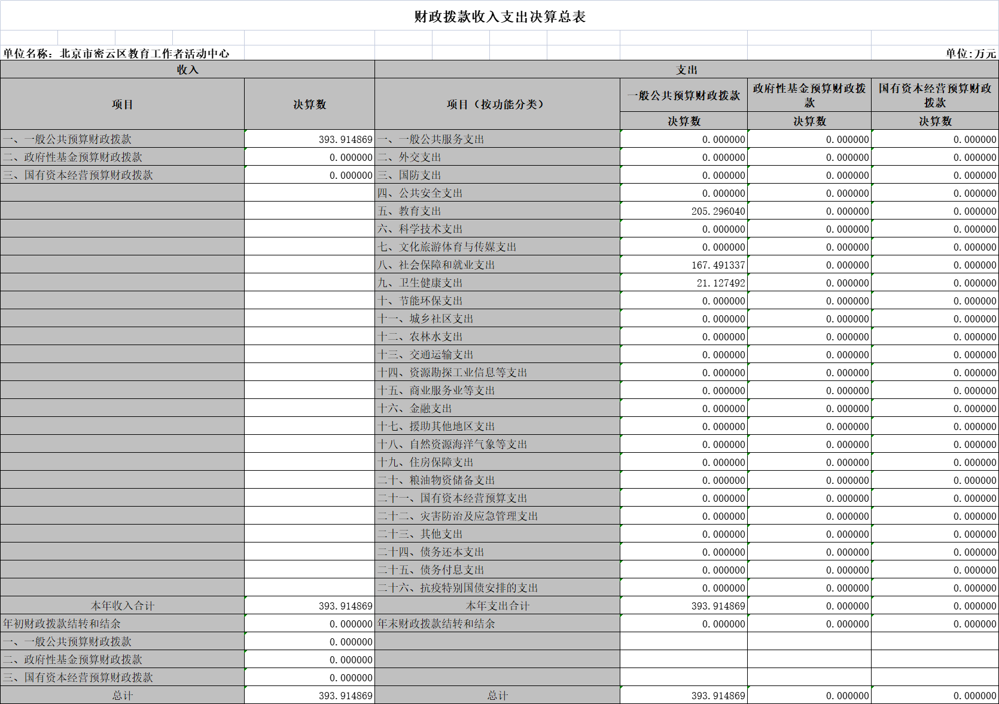 财政拨款收入支出决算总表
单位名称：北京市密云区教育工作者活动中心 单位:万元
收入 支出
项目 决算数 项目（按功能分类） 一般公共预算财政拨款 政府性基金预算财政拨款 国有资本经营预算财政拨款
决算数 决算数 决算数
一、一般公共预算财政拨款 393.914869 一、一般公共服务支出 0.000000 0.000000 0.000000
二、政府性基金预算财政拨款 0.000000 二、外交支出 0.000000 0.000000 0.000000
三、国有资本经营预算财政拨款 0.000000 三、国防支出 0.000000 0.000000 0.000000
四、公共安全支出 0.000000 0.000000 0.000000
五、教育支出 205.296040 0.000000 0.000000
六、科学技术支出 0.000000 0.000000 0.000000
七、文化旅游体育与传媒支出 0.000000 0.000000 0.000000
八、社会保障和就业支出 167.491337 0.000000 0.000000
九、卫生健康支出 21.127492 0.000000 0.000000
十、节能环保支出 0.000000 0.000000 0.000000
十一、城乡社区支出 0.000000 0.000000 0.000000
十二、农林水支出 0.000000 0.000000 0.000000
十三、交通运输支出 0.000000 0.000000 0.000000
十四、资源勘探工业信息等支出 0.000000 0.000000 0.000000
十五、商业服务业等支出 0.000000 0.000000 0.000000
十六、金融支出 0.000000 0.000000 0.000000
十七、援助其他地区支出 0.000000 0.000000 0.000000
十八、自然资源海洋气象等支出 0.000000 0.000000 0.000000
十九、住房保障支出 0.000000 0.000000 0.000000
二十、粮油物资储备支出 0.000000 0.000000 0.000000
二十一、国有资本经营预算支出 0.000000 0.000000 0.000000
二十二、灾害防治及应急管理支出 0.000000 0.000000 0.000000
二十三、其他支出 0.000000 0.000000 0.000000
二十四、债务还本支出 0.000000 0.000000 0.000000
二十五、债务付息支出 0.000000 0.000000 0.000000
二十六、抗疫特别国债安排的支出 0.000000 0.000000 0.000000
本年收入合计 393.914869 本年支出合计 393.914869 0.000000 0.000000
年初财政拨款结转和结余 0.000000 年末财政拨款结转和结余 0.000000 0.000000 0.000000
一、一般公共预算财政拨款 0.000000
二、政府性基金预算财政拨款 0.000000
三、国有资本经营预算财政拨款 0.000000
总计 393.914869 总计 393.914869 0.000000 0.000000